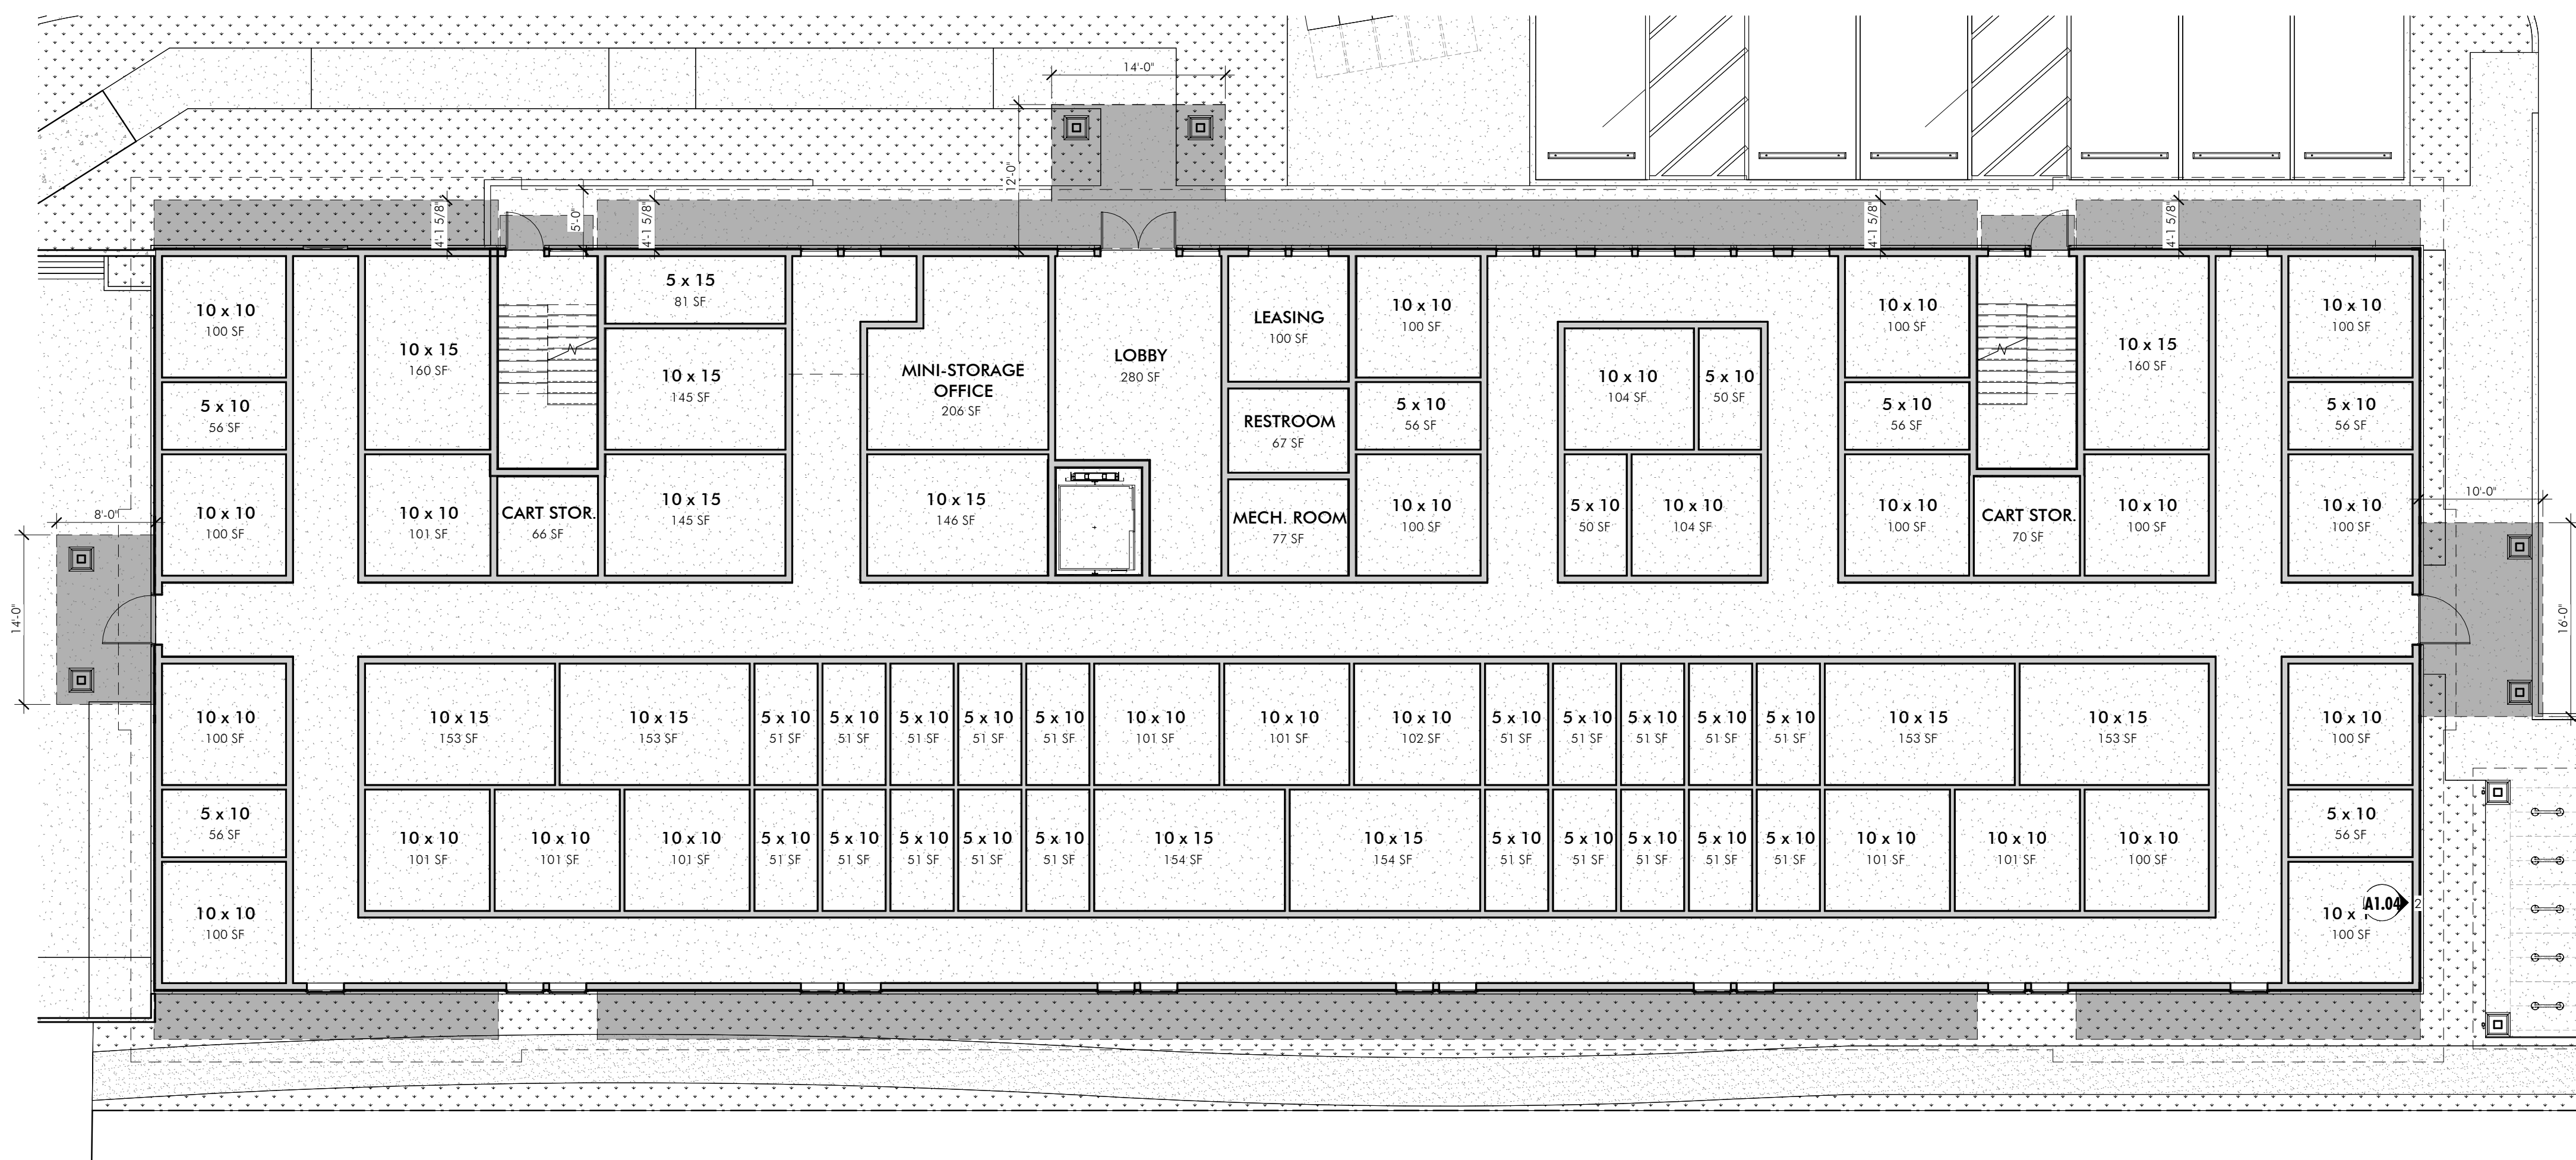 14'-0"
2'-0"
4'-1 5/8"
5'-0"
4'-1 5/8"
4'-1 5/8"
4'-1 5/8"
10 x 10
100 SF
5 x 10
56 SF
10 x 10
100 SF
10 x 15
160 SF
10 x 10
101 SF
CART STOR.
66 SF
5 x 15
81 SF
10 x 15
145 SF
10 x 15
145 SF
MINI-STORAGE
OFFICE
206 SF
10 x 15
146 SF
LOBBY
280 SF
LEASING
100 SF
RESTROOM
67 SF
MECH. ROOM
77 SF
10 x 10
100 SF
5 x 10
56 SF
10 x 10
100 SF
10 x 10
104 SF
5 x 10
50 SF
5 x 10
50 SF
10 x 10
104 SF
10 x 10
100 SF
5 x 10
56 SF
10 x 10
100 SF
CART STOR.
70 SF
10 x 15
160 SF
10 x 10
100 SF
10 x 10
100 SF
5 x 10
56 SF
10 x 10
100 SF
8'-0"
14'-0"
10'-0"
16'-0"
10 x 10
100 SF
5 x 10
56 SF
10 x 10
100 SF
10 x 15
153 SF
10 x 15
153 SF
5 x 10
51 SF
5 x 10
51 SF
5 x 10
51 SF
5 x 10
51 SF
5 x 10
51 SF
10 x 10
101 SF
10 x 10
101 SF
10 x 10
102 SF
5 x 10
51 SF
5 x 10
51 SF
5 x 10
51 SF
5 x 10
51 SF
5 x 10
51 SF
10 x 15
153 SF
10 x 15
153 SF
10 x 10
101 SF
10 x 10
101 SF
10 x 10
101 SF
5 x 10
51 SF
5 x 10
51 SF
5 x 10
51 SF
5 x 10
51 SF
5 x 10
51 SF
10 x 15
154 SF
10 x 15
154 SF
5 x 10
51 SF
5 x 10
51 SF
5 x 10
51 SF
5 x 10
51 SF
5 x 10
51 SF
10 x 10
101 SF
10 x 10
101 SF
10 x 10
100 SF
10 x 10
100 SF
5 x 10
56 SF
10 x
100 SF
A1.04
2